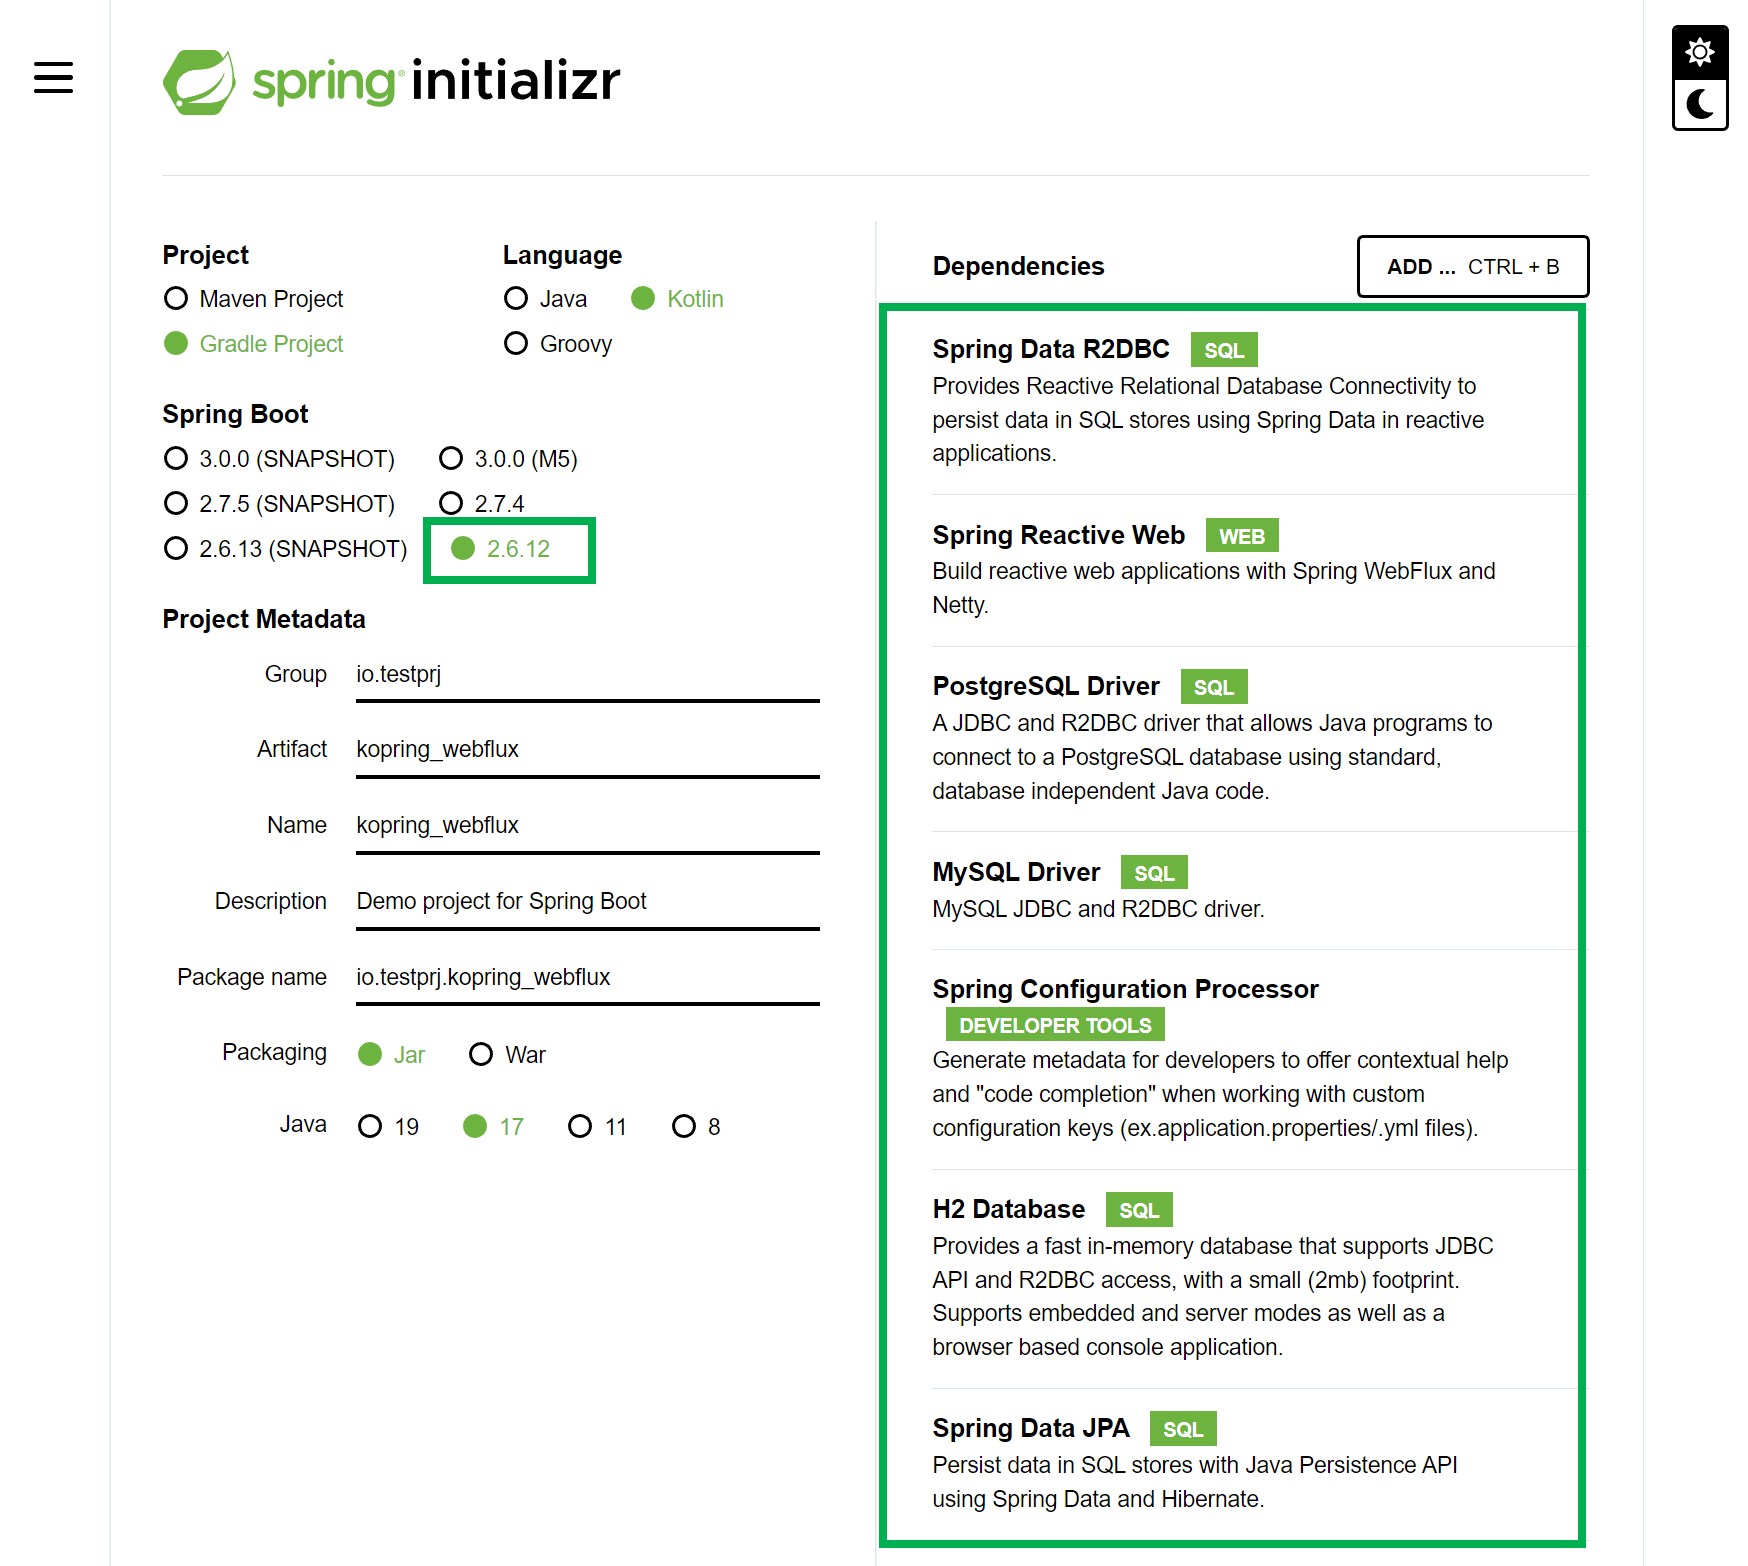 spring initializr
Project
Maven Project
Gradle Project
Language
Java Kotlin
Groovy
Spring Boot
3.0.0 (SNAPSHOT) 3.0.0 (M5)
2.7.5 (SNAPSHOT) 2.7.4
2.6.13 (SNAPSHOT) 2.6.12
Project Metadata
Group io.testprj
Artifact kopring_webflux
Name kopring_webflux
Description Demo project for Spring Boot
Package name io.testprj.kopring_webflux
Packaging Jar War
Java 19 17 11 8
Dependencies
ADD ... CTRL + B
Spring Data R2DBC SQL
Provides Reactive Relational Database Connectivity to
persist data in SQL stores using Spring Data in reactive
applications.
Spring Reactive Web WEB
Build reactive web applications with Spring WebFlux and
Netty.
PostgreSQL Driver SQL
A JDBC and R2DBC driver that allows Java programs to
connect to a PostgreSQL database using standard,
database independent Java code.
MySQL Driver SQL
MySQL JDBC and R2DBC driver.
Spring Configuration Processor
DEVELOPER TOOLS
Generate metadata for developers to offer contextual help
and "code completion" when working with custom
configuration keys (ex.application.properties/.yml files).
H2 Database SQL
Provides a fast in-memory database that supports JDBC
API and R2DBC access, with a small (2mb) footprint.
Supports embedded and server modes as well as a
browser based console application.
Spring Data JPA SQL
Persist data in SQL stores with Java Persistence API
using Spring Data and Hibernate.